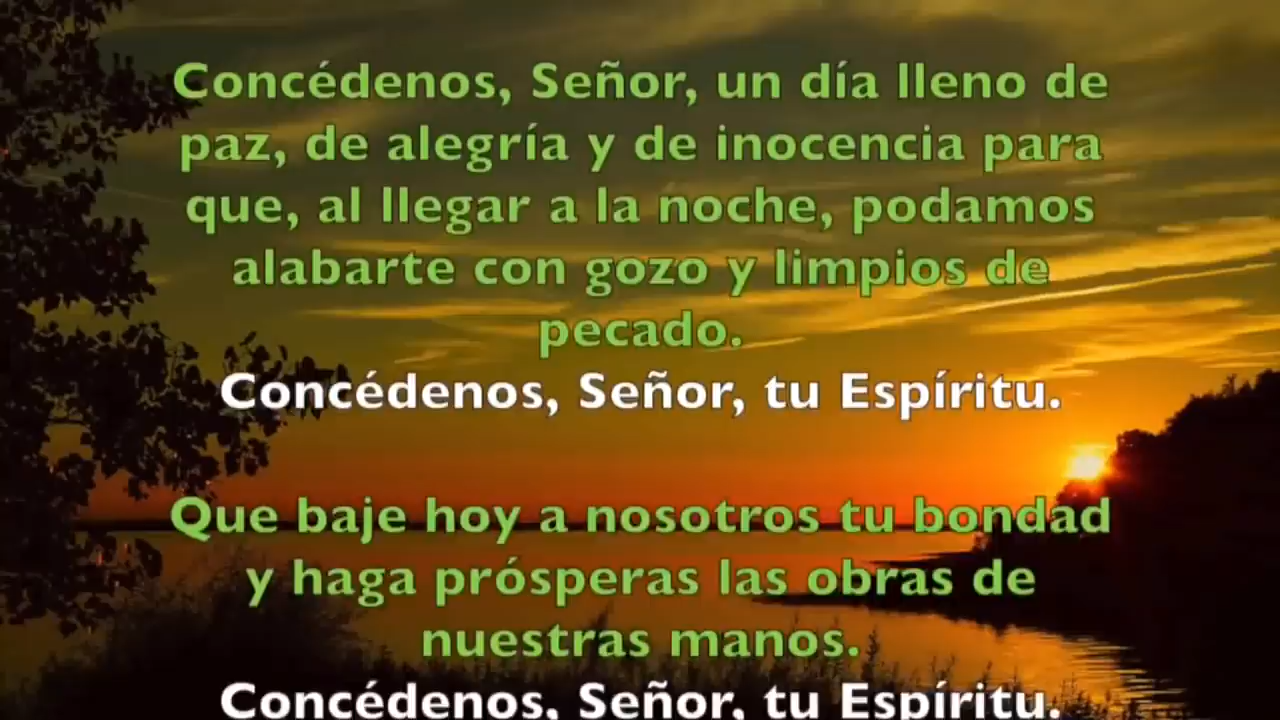 Concédenos, Señor, un día lleno de
paz, de alegría y de inocencia para
que, al llegar a la noche, podamos
alabarte con gozo y limpios de
pecado.
Concédenos, Señor, tu Espíritu.
Que baje hoy a nosotros tu bondad
y haga prósperas las obras de
nuestras manos.
Concédenos, Señor, tu Espíritu.